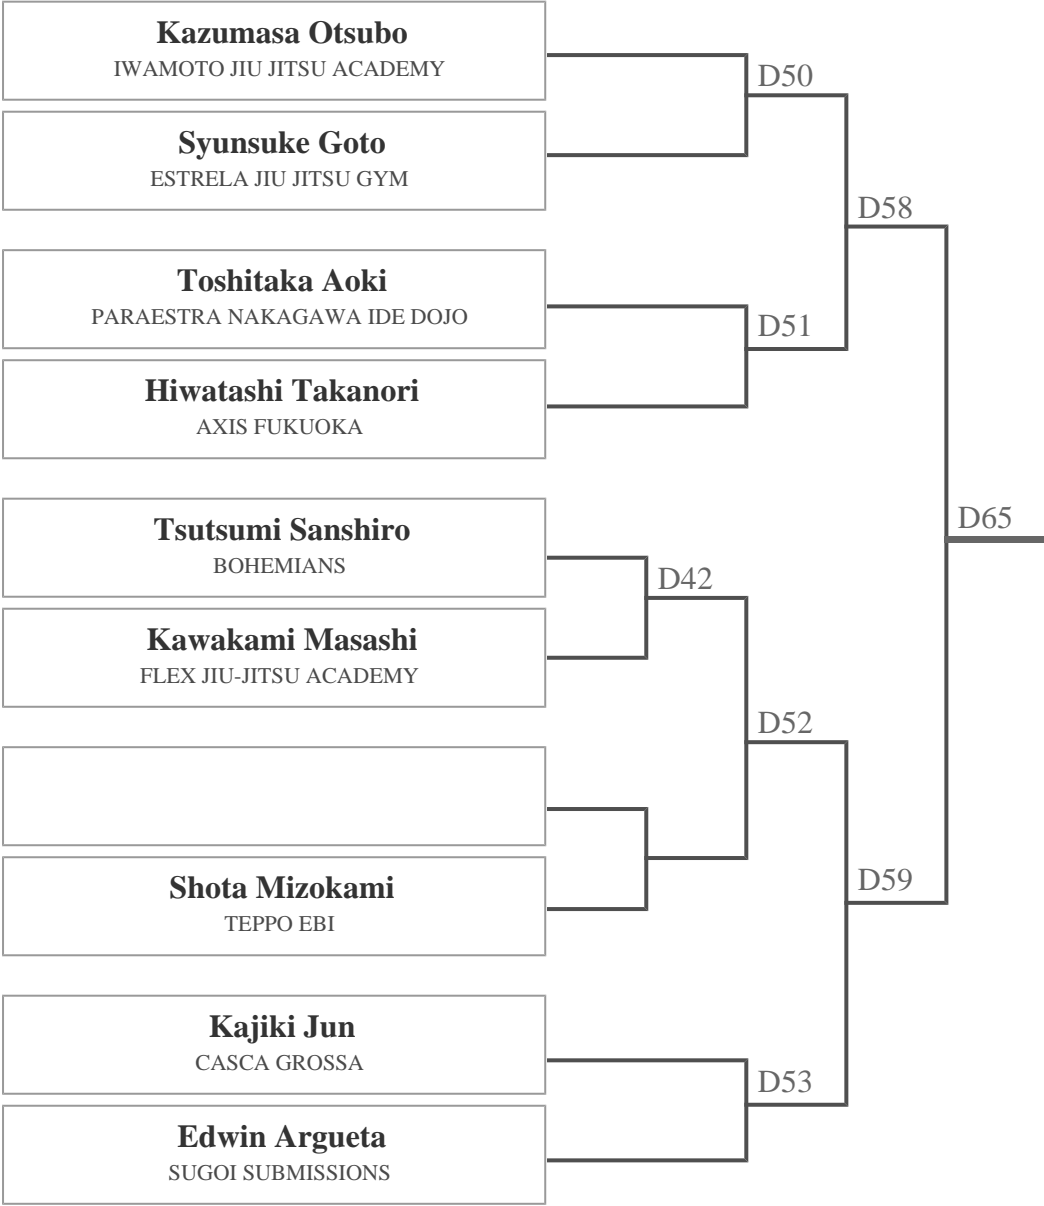 Kazumasa Otsubo
IWAMOTO JIU JITSU ACADEMY
D50
Syunsuke Goto
ESTRELA JIU JITSU GYM
D58
Toshitaka Aoki
PARAESTRA NAKAGAWA IDE DOJO
D51
Hiwatashi Takanori
AXIS FUKUOKA
D65
Tsutsumi Sanshiro
BOHEMIANS
D42
Kawakami Masashi
FLEX JIU-JITSU ACADEMY
D52
Shota Mizokami
TEPPO EBI
D59
Kajiki Jun
CASCA GROSSA
D53
Edwin Argueta
SUGOI SUBMISSIONS